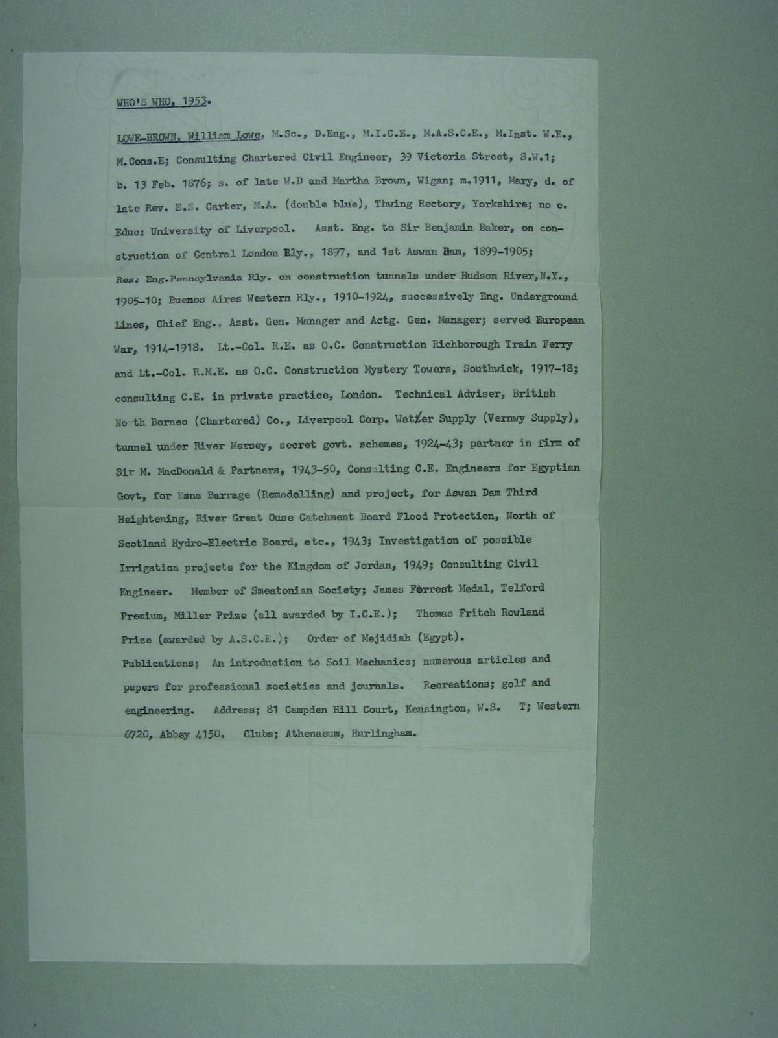 WHO'S WHO, 1953.
LOWE-BROWN, William Lowe, M.Sc., D.Eng., M.I.C.E., M.A.S.C.E., M.Inst. W.E.,
M.Cons.E; Consulting Chartered Civil Engineer, 39 Victoria Street, S.W.1;
b. 13 Feb. 1876; s. of late W.D and Martha Brown, Wigan; m.1911, Mary, d. of
late Rev. E.S. Carter, M.A. (double blue), Thwing Rectory, Yorkshire; no c.
Educ: University of Liverpool. Asst. Eng. to Sir Benjamin Baker, on con-
struction of Central London Rly., 1897, and 1st Aswan Dam, 1899-1905;
Res. Eng.Pennsylvania Rly. on construction tunnels under Hudson River,N.Y.,
1905-10; Buenos Aires Western Rly., 1910-1924, successively Eng. Underground
Lines, Chief Eng., Asst. Gen. Manager and Actg. Gen. Manager; served European
War, 1914-1918. Lt.-Col. R.E. as O.C. Construction Richborough Train Ferry
and Lt.-Col. R.M.E. as O.C. Construction Mystery Towers, Southwick, 1917-18;
consulting C.E. in private practice, London. Technical Adviser, British
No th Borneo (Chartered) Co., Liverpool Corp. Water Supply (Vernwy Supply),
tunnel under River Mersey, secret govt. schemes, 1924-43; partner in firm of
Sir M. MacDonald & Partners, 1943-50, Consulting C.E. Engineers for Egyptian
Govt, for Esna Barrage (Remodelling) and project, for Aswan Dam Third
Heightening, River Great Ouse Catchment Board Flood Protection, North of
Scotland Hydro-Electric Board, etc., 1943; Investigation of possible
Irrigation projects for the Kingdom of Jordan, 1949; Consulting Civil
Engineer. Member of Smeatonian Society; James Forrest Medal, Telford
Premium, Miller Prize (all awarded by I.C.E.); Thomas Fritch Rowland
Prize (awarded by A.S.C.E.); Order of Mejidiah (Egypt).
Publications; An introduction to Soil Mechanics; numerous articles and
papers for professional societies and journals. Recreations; golf and
engineering. Address; 81 Campden Hill Court, Kensington, W.S. T; Western
6720, Abbey 4150. Clubs; Athenaeum, Hurlingham.